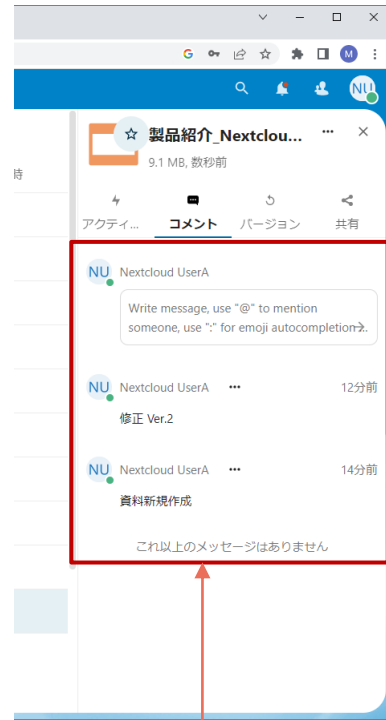 M
NU
時
製品紹介_Nextclou...
9.1 MB, 数秒前
アクティ...
コメント
バージョン
共有
NU Nextcloud UserA
Write message, use "@" to mention
someone, use ":" for emoji autocompletion...
NU Nextcloud UserA ••• 12分前
修正 Ver.2
NU Nextcloud UserA ••• 14分前
資料新規作成
これ以上のメッセージはありません